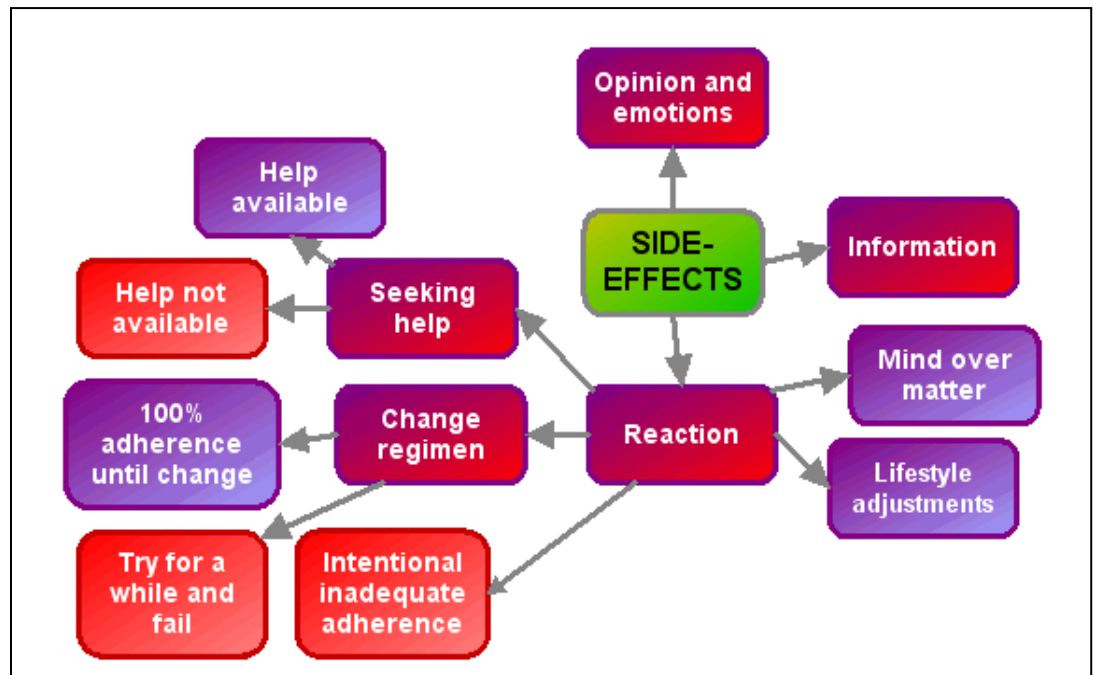 Opinion and
emotions
Help
available
SIDE-
EFFECTS
Information
Help not
available
Seeking
help
Mind over
matter
100%
adherence
until change
Change
regimen
Reaction
Lifestyle
adjustments
Try for a
while and
fail
Intentional
inadequate
adherence